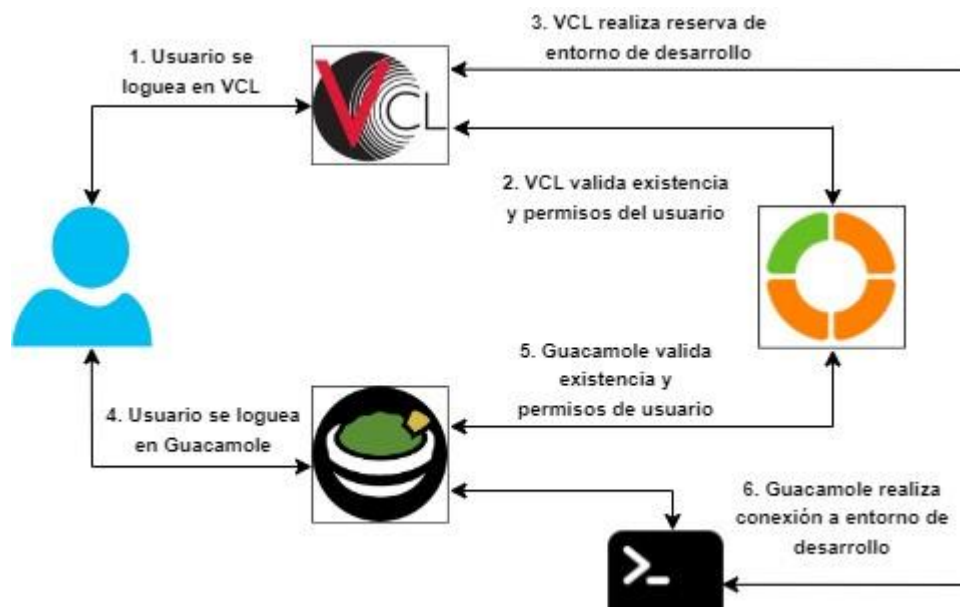 1. Usuario se
loguea en VCL
3. VCL realiza reserva de
entorno de desarrollo
VCL
2. VCL valida existencia
y permisos del usuario
5. Guacamole valida
existencia y
permisos de usuario
4. Usuario se loguea
en Guacamole
6. Guacamole realiza
conexión a entorno de
desarrollo
>_